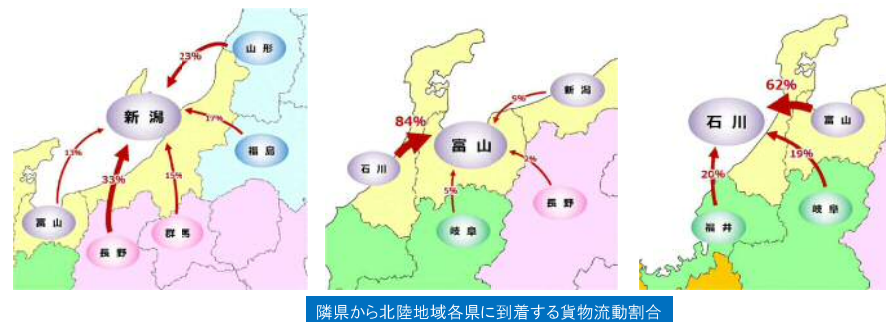 山形
23%
新潟
17%
福島
13%
33%
15%
富山
長野
群馬
新潟
9%
84%
富山
石川
2%
5%
長野
岐阜
62%
石川
富山
19%
20%
岐阜
福井
隣県から北陸地域各県に到着する貨物流動割合